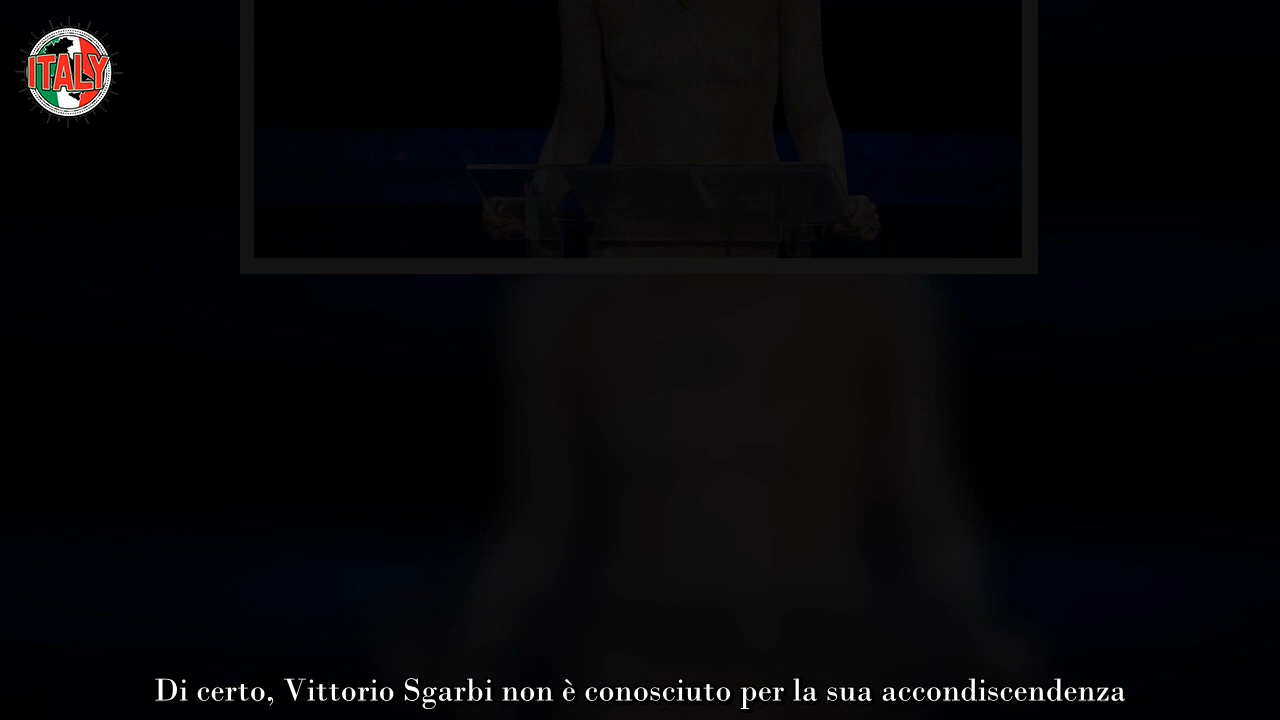 ITALY
Di certo, Vittorio Sgarbi non è conosciuto per la sua accondiscendenza